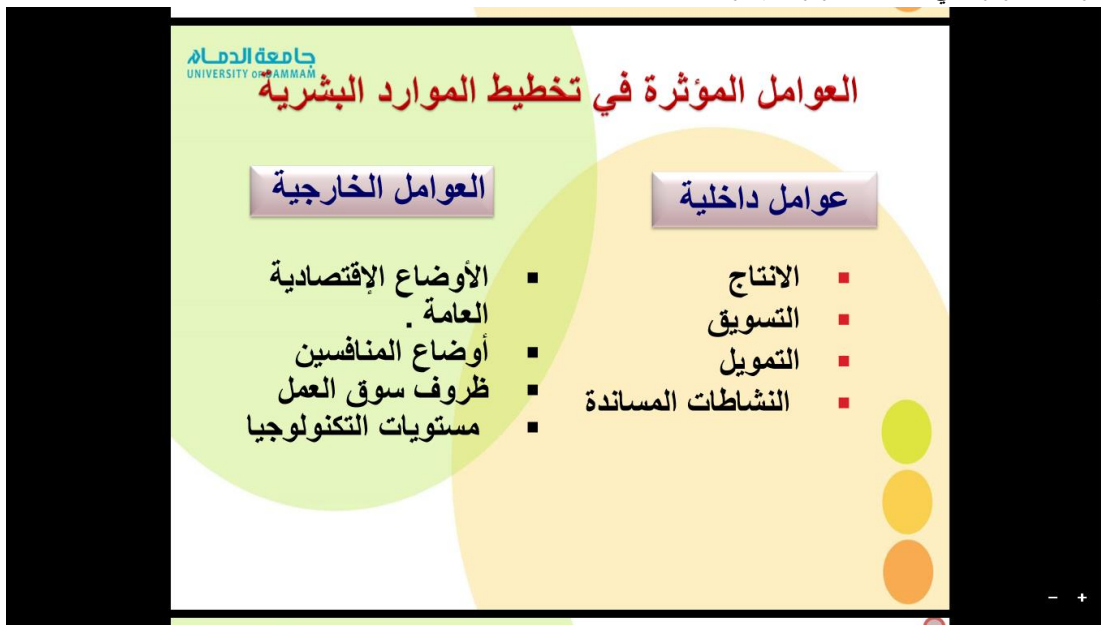 جامعة الدمام
UNIVERSITY OF DAMMAM
العوامل المؤثرة في تخطيط الموارد البشرية
عوامل داخلية
الانتاج
التسويق
التمويل
النشاطات المساندة
العوامل الخارجية
الأوضاع الإقتصادية
العامة .
أوضاع المنافسين
ظروف سوق العمل
مستويات التكنولوجيا